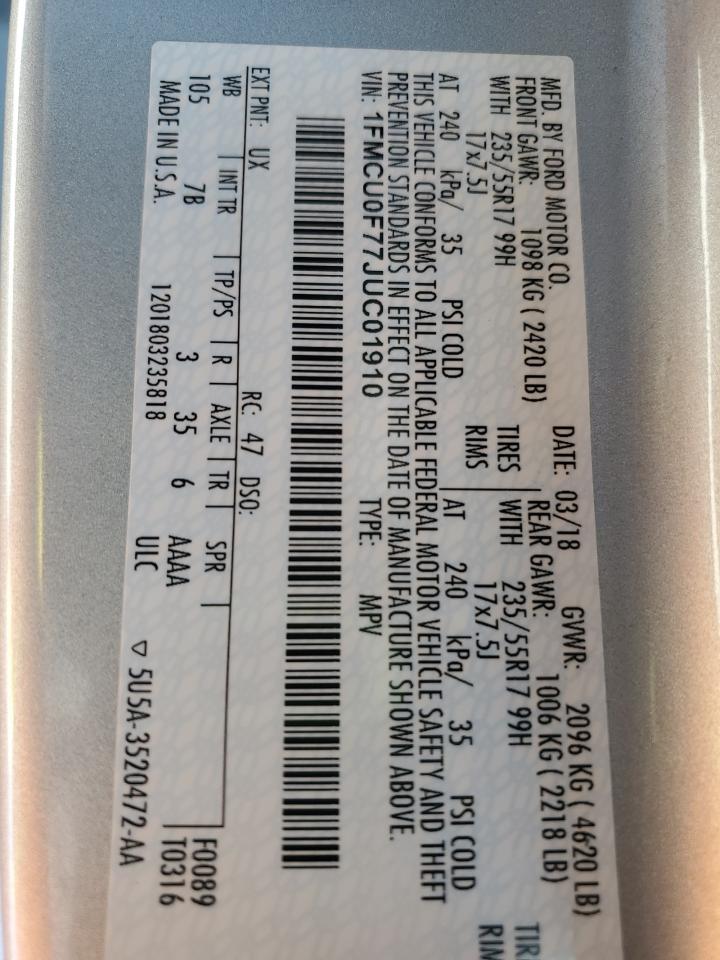 MFD. BY FORD MOTOR CO.
DATE: 03/18 GVWR: 2096 KG ( 4620 LB)
FRONT GAWR: 1098 KG ( 2420 LB) REAR GAWR: 1006 KG ( 2218 LB)
WITH 235/55R17 99H TIRES WITH 235/55R17 99H
17x7.5J RIMS 17x7.5J
AT 240 kPa/ 35 PSI COLD AT 240 kPa/ 35 PSI COLD
THIS VEHICLE CONFORMS TO ALL APPLICABLE FEDERAL MOTOR VEHICLE SAFETY AND THEFT
PREVENTION STANDARDS IN EFFECT ON THE DATE OF MANUFACTURE SHOWN ABOVE.
VIN: 1FMCU0F77JUC01910 TYPE: MPV
EXT PNT: UX RC: 47 DSO:
WB INT TR TP/PS R AXLE TR SPR
105 7B 3 35 6 AAAA
F0089
T0316
MADE IN U.S.A. 1201803235818 ULC
▽ 5U5A-3520472-AA